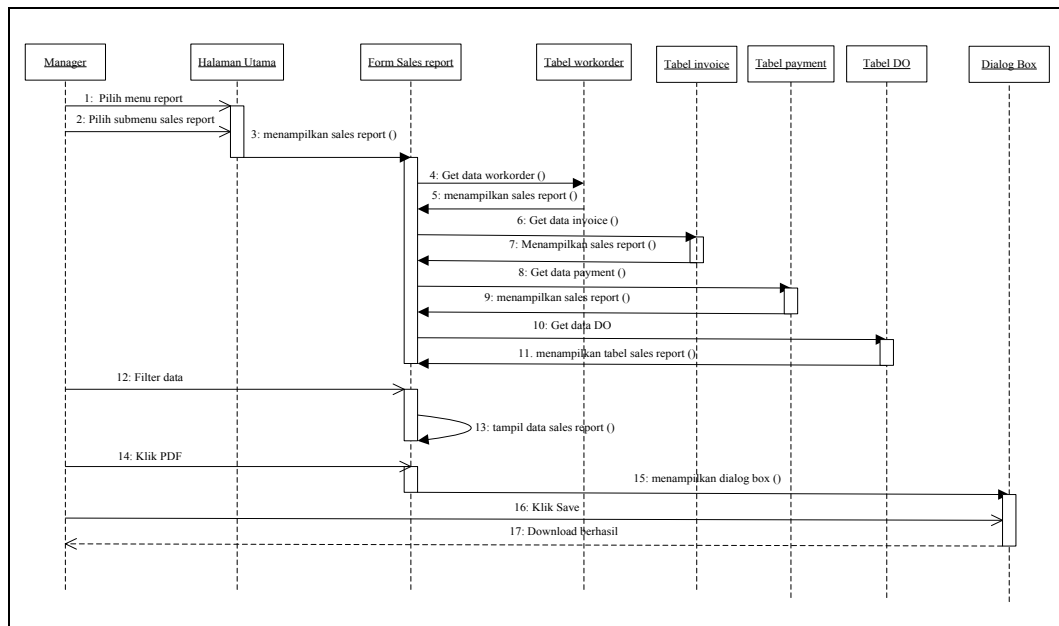 Manager
Halaman Utama
Form Sales report
Tabel workorder
Tabel invoice
Tabel payment
Tabel DO
Dialog Box
1: Pilih menu report
2: Pilih submenu sales report
3: menampilkan sales report ()
4: Get data workorder ()
5: menampilkan sales report ()
6: Get data invoice ()
7: Menampilkan sales report ()
8: Get data payment ()
9: menampilkan sales report ()
10: Get data DO
11. menampilkan tabel sales report ()
12: Filter data
13: tampil data sales report ()
14: Klik PDF
15: menampilkan dialog box ()
16: Klik Save
17: Download berhasil